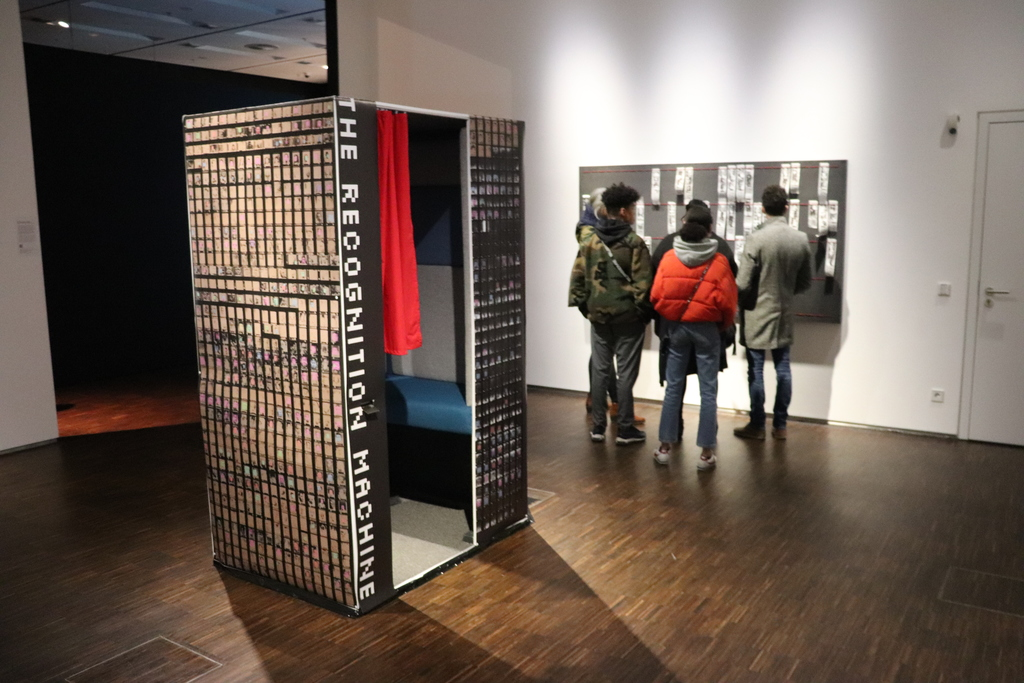 THE RECOGNITION MACHINE